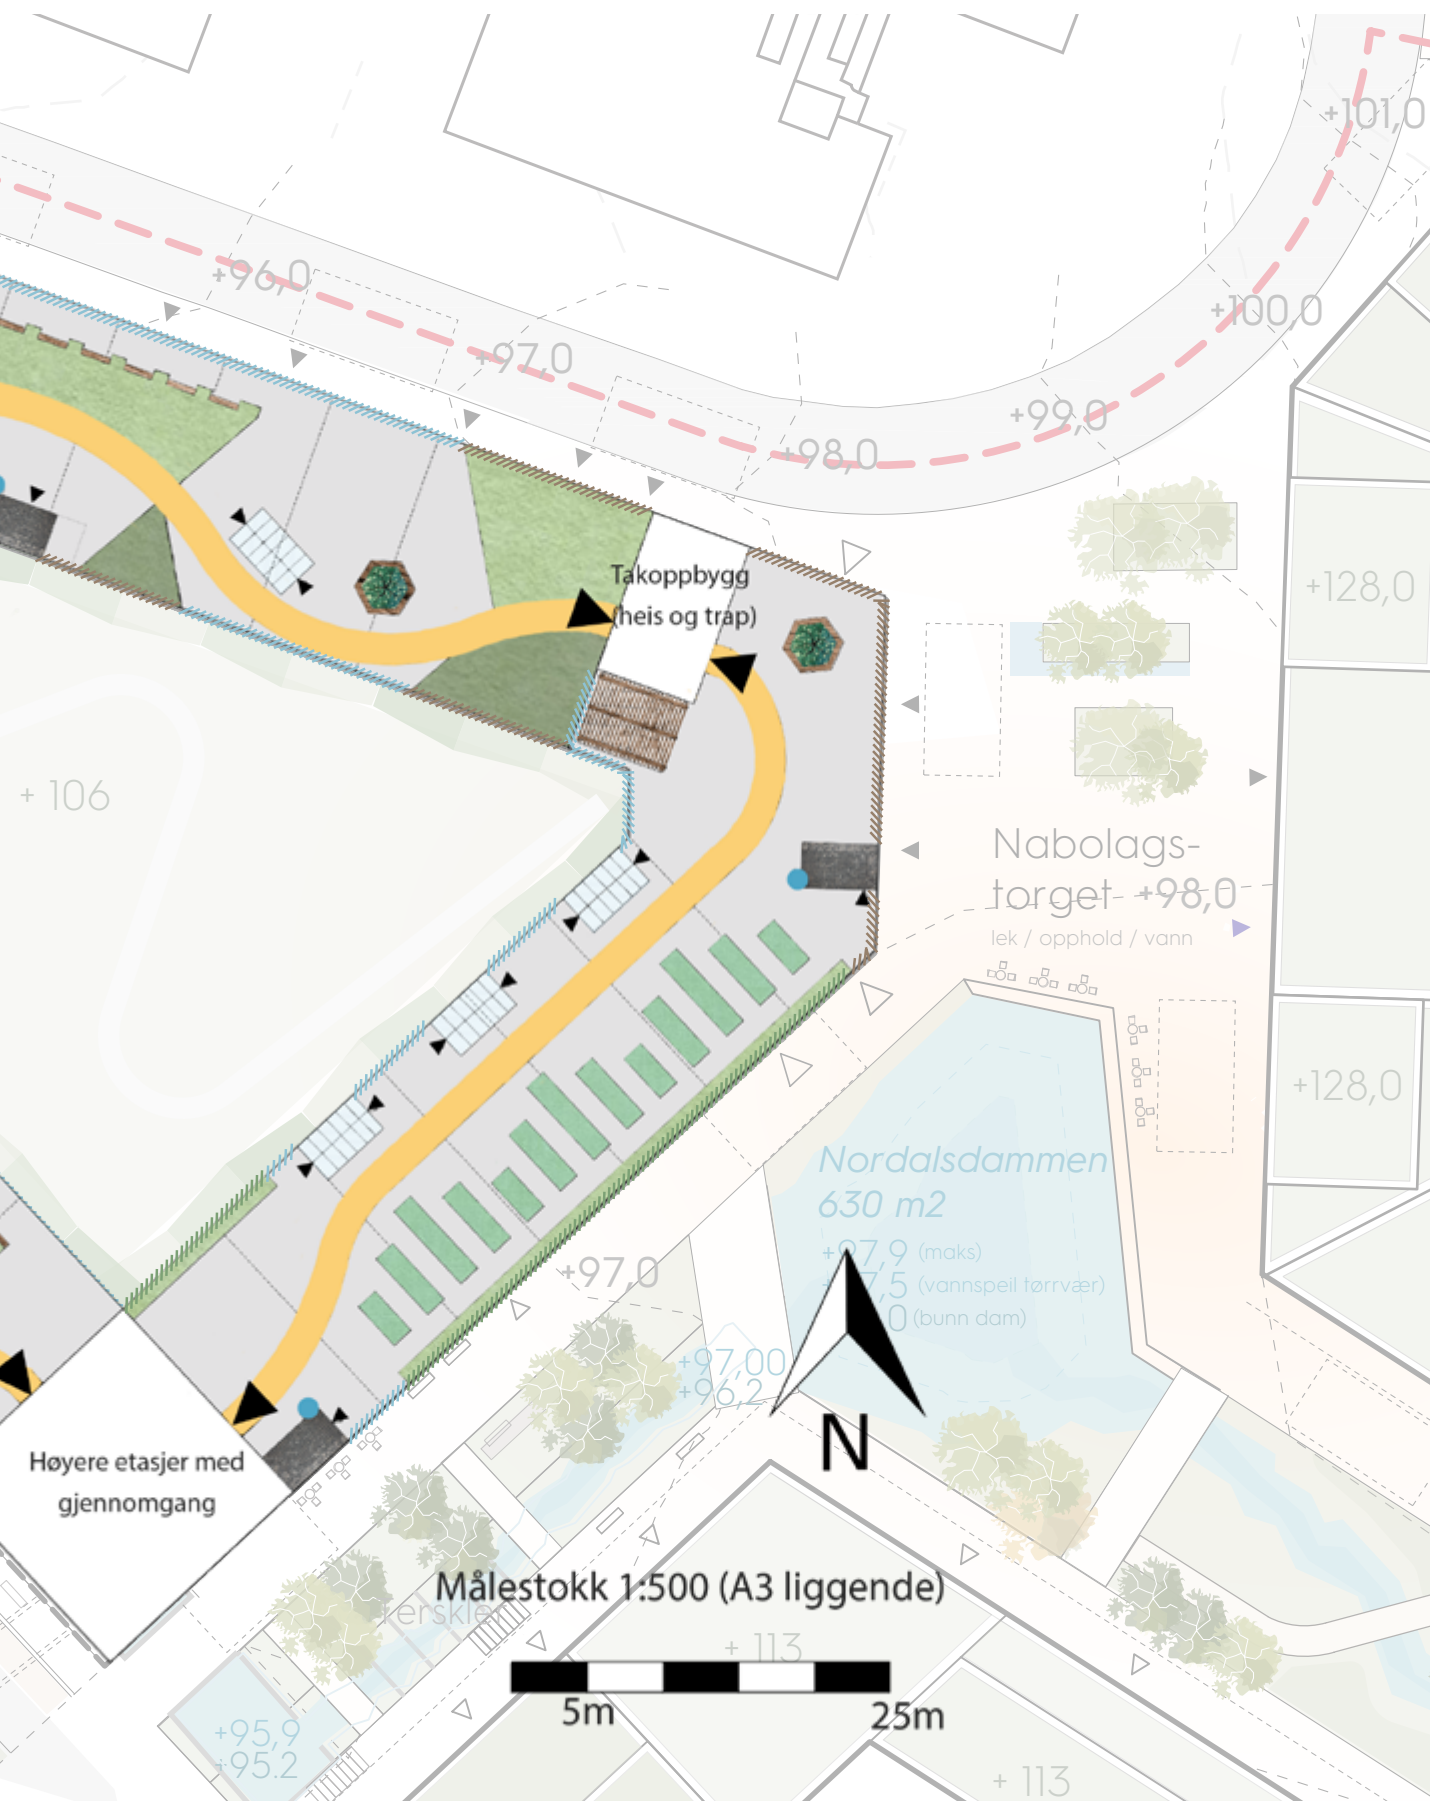 +101,0
+96,0
+100,0
+97,0
+99,0
+98,0
Takoppbygg
(heis og trap)
+128,0
+ 106
Nabolags-
torget +98,0
lek / opphold / vann
+128,0
Nordalsdammen
630 m2
+97,9 (maks)
(vannspeil tørrvær)
(bunn dam)
+97,0
+97,00
+96,2
N
Høyere etasjer med
gjennomgang
Målestokk 1:500 (A3 liggende)
+ 113
5m
25m
+95,9
+95.2
+ 113